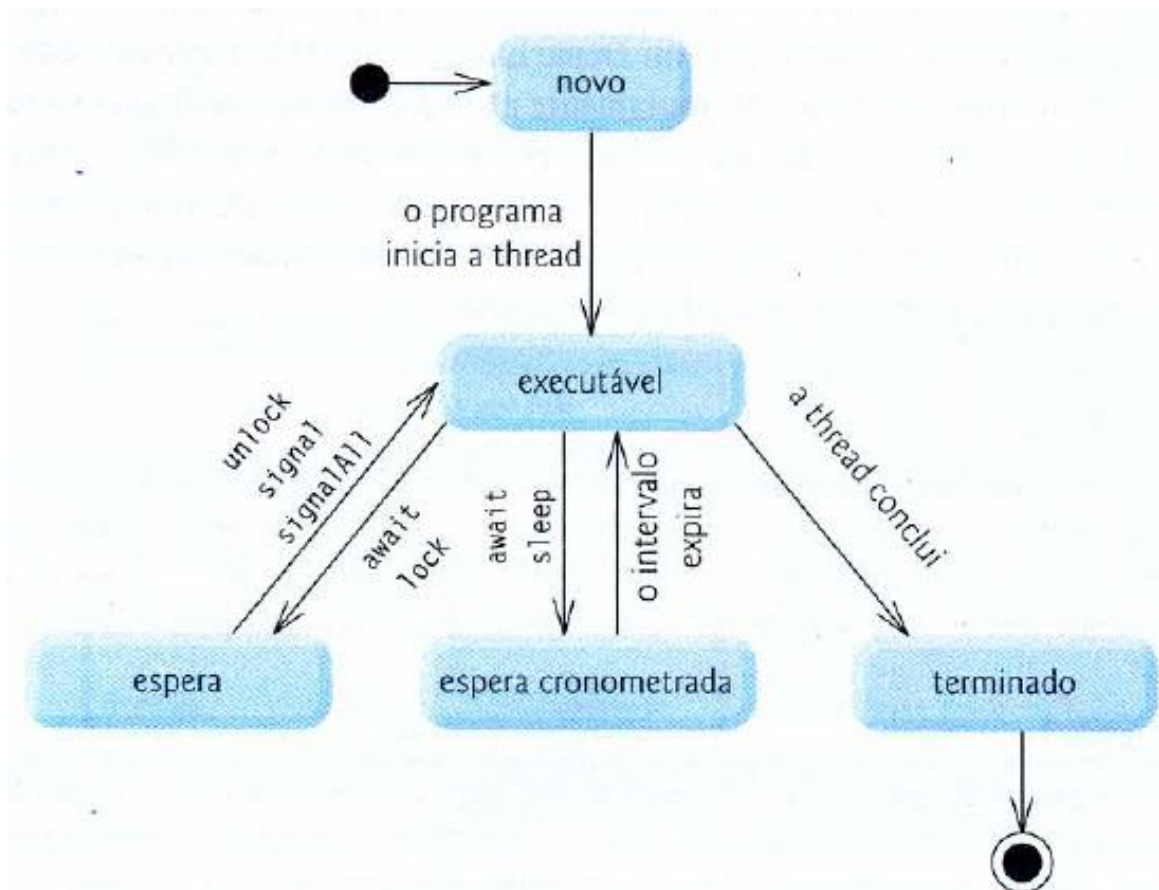 novo
o programa
inicia a thread
executável
unlock
signal
signalAll
await
lock
await
sleep
o intervalo
expira
a thread conclui
espera
espera cronometrada
terminado